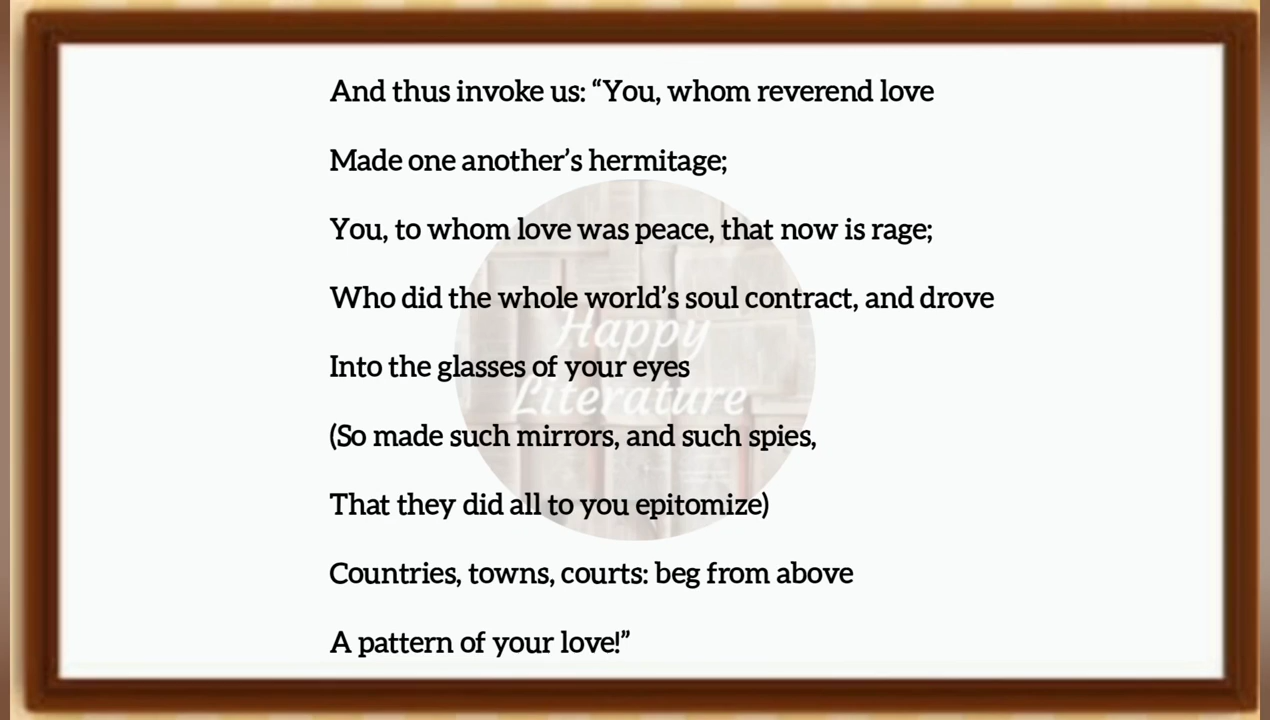 And thus invoke us: “You, whom reverend love
Made one another’s hermitage;
You, to whom love was peace, that now is rage;
Who did the whole world’s soul contract, and drove
Happy
Into the glasses of your eyes
Literature
(So made such mirrors, and such spies,
That they did all to you epitomize)
Countries, towns, courts: beg from above
A pattern of your love!”